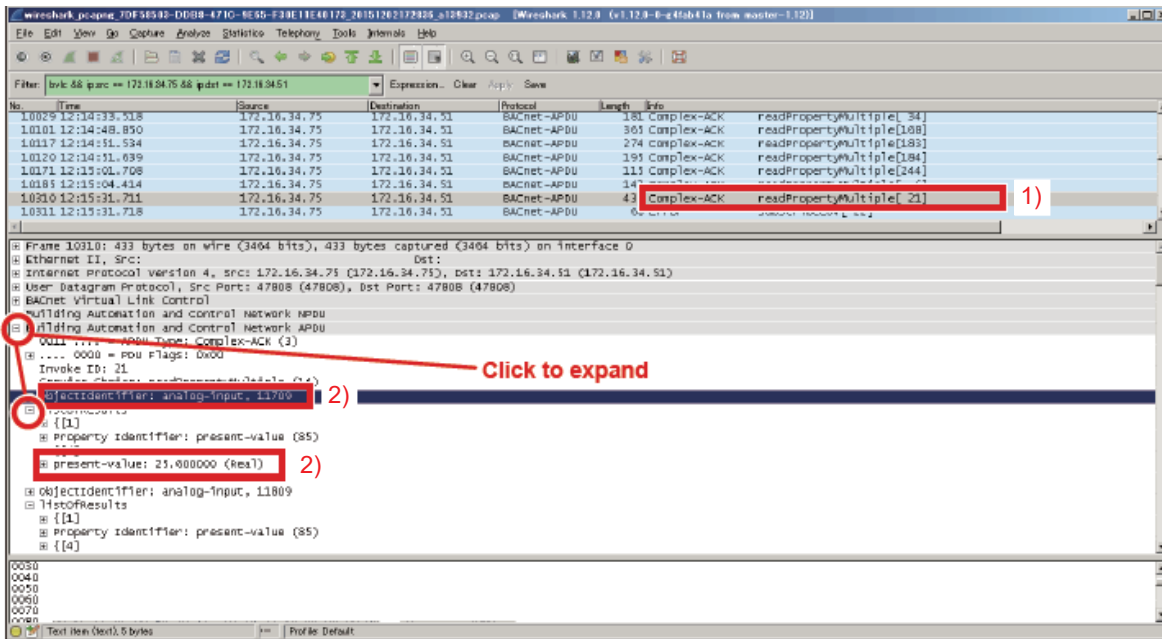 wireshark_pcapng_7DF58503-DDB8-471C-9E65-F30E11E40173_20151202172836_a12932.pcap [Wireshark 1.12.0 (v1.12.0-0-g4fab41a from master-1.12)]
File Edit View Go Capture Analyze Statistics Telephony Tools Internals Help
Filter: bvlc && ip.src == 172.16.34.75 && ip.dst == 172.16.34.51 Expression... Clear Apply Save
No. Time Source Destination Protocol Length Info
10029 12:14:33.518 172.16.34.75 172.16.34.51 BACnet-APDU 181 Complex-ACK readPropertyMultiple[ 34]
10101 12:14:48.850 172.16.34.75 172.16.34.51 BACnet-APDU 365 Complex-ACK readPropertyMultiple[168]
10117 12:14:51.534 172.16.34.75 172.16.34.51 BACnet-APDU 274 Complex-ACK readPropertyMultiple[183]
10120 12:14:51.639 172.16.34.75 172.16.34.51 BACnet-APDU 195 Complex-ACK readPropertyMultiple[184]
10171 12:15:01.708 172.16.34.75 172.16.34.51 BACnet-APDU 115 Complex-ACK readPropertyMultiple[244]
10185 12:15:04.414 172.16.34.75 172.16.34.51 BACnet-APDU
10310 12:15:31.711 172.16.34.75 172.16.34.51 BACnet-APDU 43 Complex-ACK readPropertyMultiple[ 21] 1)
10311 12:15:31.718 172.16.34.75 172.16.34.51 BACnet-APDU
Frame 10310: 433 bytes on wire (3464 bits), 433 bytes captured (3464 bits) on interface 0
Ethernet II, Src: Dst:
Internet Protocol Version 4, Src: 172.16.34.75 (172.16.34.75), Dst: 172.16.34.51 (172.16.34.51)
User Datagram Protocol, Src Port: 47808 (47808), Dst Port: 47808 (47808)
BACnet Virtual Link Control
Building Automation and Control Network NPDU
Building Automation and Control Network APDU
0011 .... = APDU Type: Complex-ACK (3)
.... 0000 = PDU Flags: 0x00
Click to expand
Invoke ID: 21
Service Choice: readPropertyMultiple (14)
ObjectIdentifier: analog-input, 11709 2)
listOfResults
{[1]
Property Identifier: present-value (85)
present-value: 25.000000 (Real) 2)
ObjectIdentifier: analog-input, 11809
listOfResults
{[1]
Property Identifier: present-value (85)
{[4]
0030
0040
0050
0060
0070
0080
Text item (text), 5 bytes Profile: Default